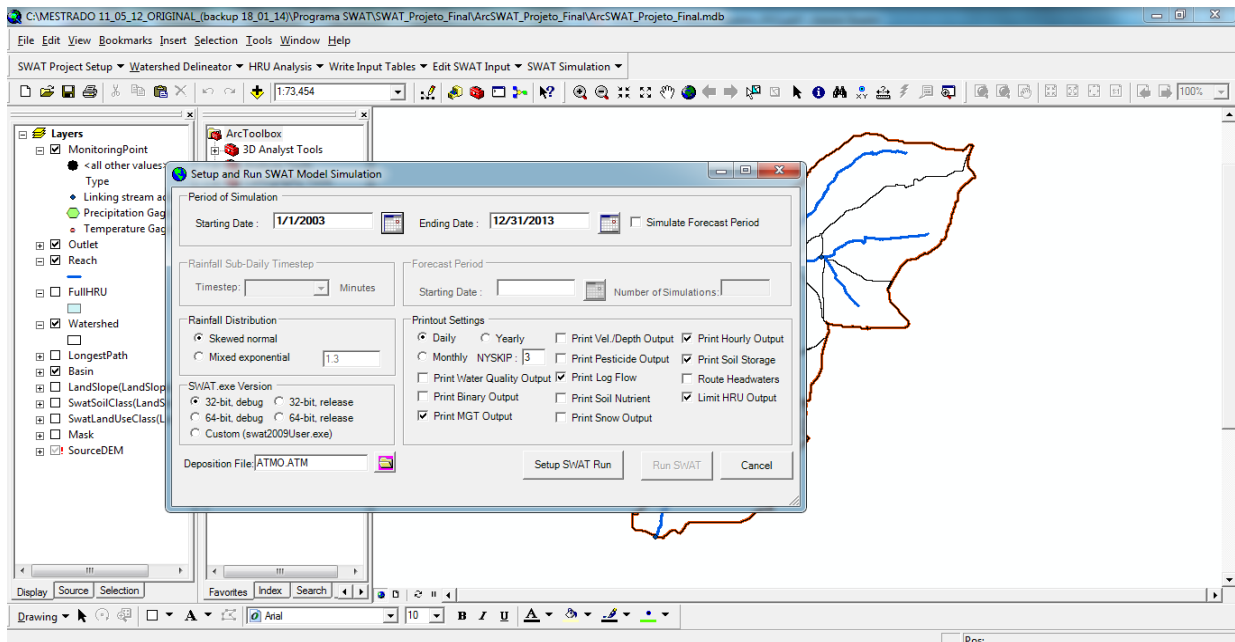 C:\MESTRADO 11_05_12_ORIGINAL_(backup 18_01_14)\Programa SWAT\SWAT_Projeto_Final\ArcSWAT_Projeto_Final\ArcSWAT_Projeto_Final.mdb
File Edit View Bookmarks Insert Selection Tools Window Help
SWAT Project Setup Watershed Delineator HRU Analysis Write Input Tables Edit SWAT Input SWAT Simulation
1:73,454
100%
Layers
MonitoringPoint
<all other values>
Type
Linking stream ad
Precipitation Gag
Temperature Gag
Outlet
Reach
FullHRU
Watershed
LongestPath
Basin
LandSlope(LandSlop
SwatSoilClass(LandS
SwatLandUseClass(L
Mask
SourceDEM
ArcToolbox
3D Analyst Tools
Setup and Run SWAT Model Simulation
Period of Simulation
Starting Date : 1/1/2003 Ending Date : 12/31/2013 Simulate Forecast Period
Rainfall Sub-Daily Timestep
Timestep: Minutes
Forecast Period
Starting Date : Number of Simulations:
Rainfall Distribution
Skewed normal
Mixed exponential 1.3
SWAT.exe Version
32-bit, debug 32-bit, release
64-bit, debug 64-bit, release
Custom (swat2009User.exe)
Printout Settings
Daily Yearly Print Vel./Depth Output Print Hourly Output
Monthly NYSKIP : 3 Print Pesticide Output Print Soil Storage
Print Water Quality Output Print Log Flow Route Headwaters
Print Binary Output Print Soil Nutrient Limit HRU Output
Print MGT Output Print Snow Output
Deposition File: ATMO.ATM Setup SWAT Run Run SWAT Cancel
Display Source Selection
Favorites Index Search
Drawing A Arial 10 B I U A
Pos: